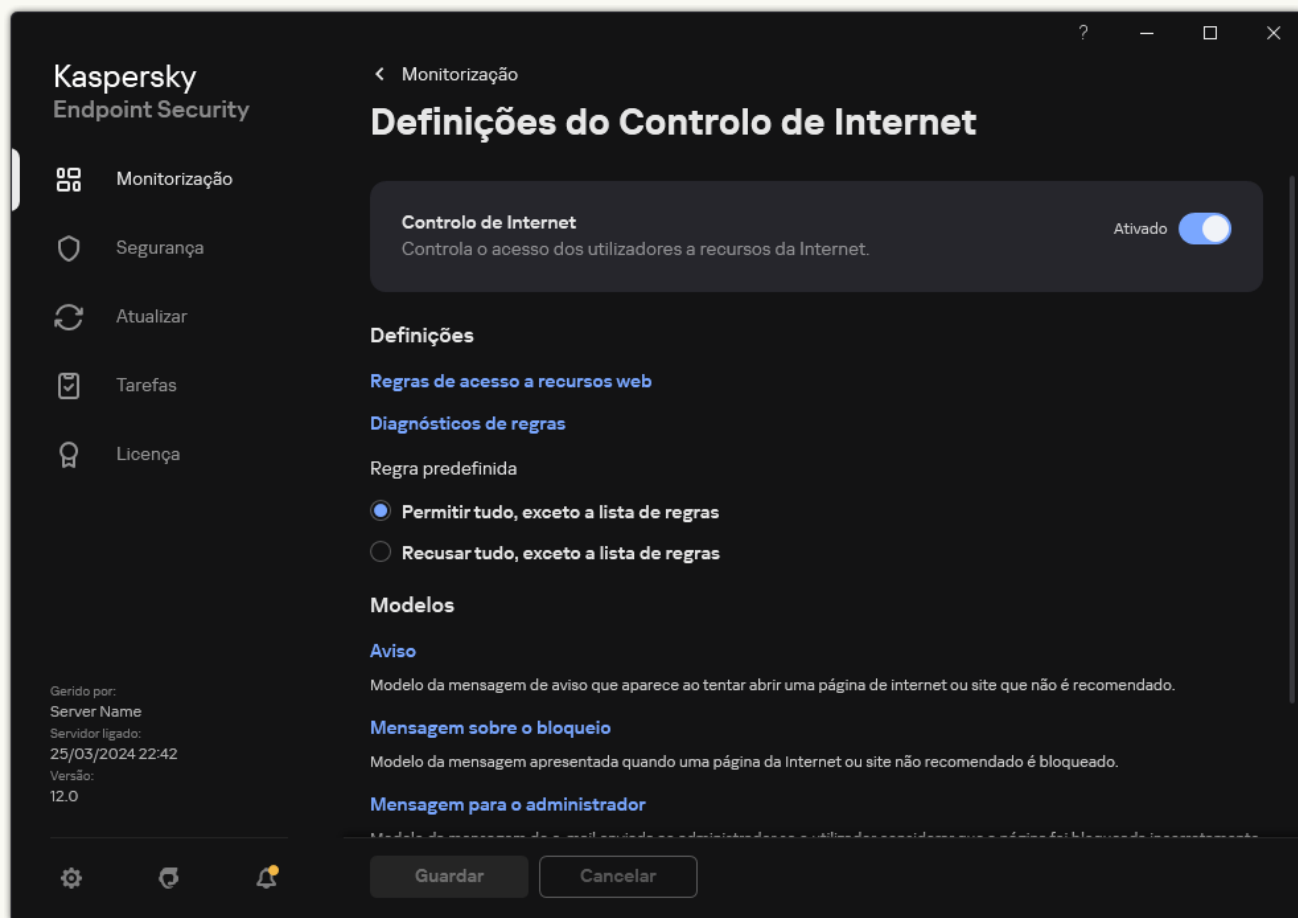 ?
Kaspersky
Endpoint Security
Monitorização
Segurança
Atualizar
Tarefas
Licença
Gerido por:
Server Name
Servidor ligado:
25/03/2024 22:42
Versão:
12.0
Monitorização
Definições do Controlo de Internet
Controlo de Internet
Controla o acesso dos utilizadores a recursos da Internet.
Ativado
Definições
Regras de acesso a recursos web
Diagnósticos de regras
Regra predefinida
Permitir tudo, exceto a lista de regras
Recusar tudo, exceto a lista de regras
Modelos
Aviso
Modelo da mensagem de aviso que aparece ao tentar abrir uma página de internet ou site que não é recomendado.
Mensagem sobre o bloqueio
Modelo da mensagem apresentada quando uma página da Internet ou site não recomendado é bloqueado.
Mensagem para o administrador
Guardar
Cancelar